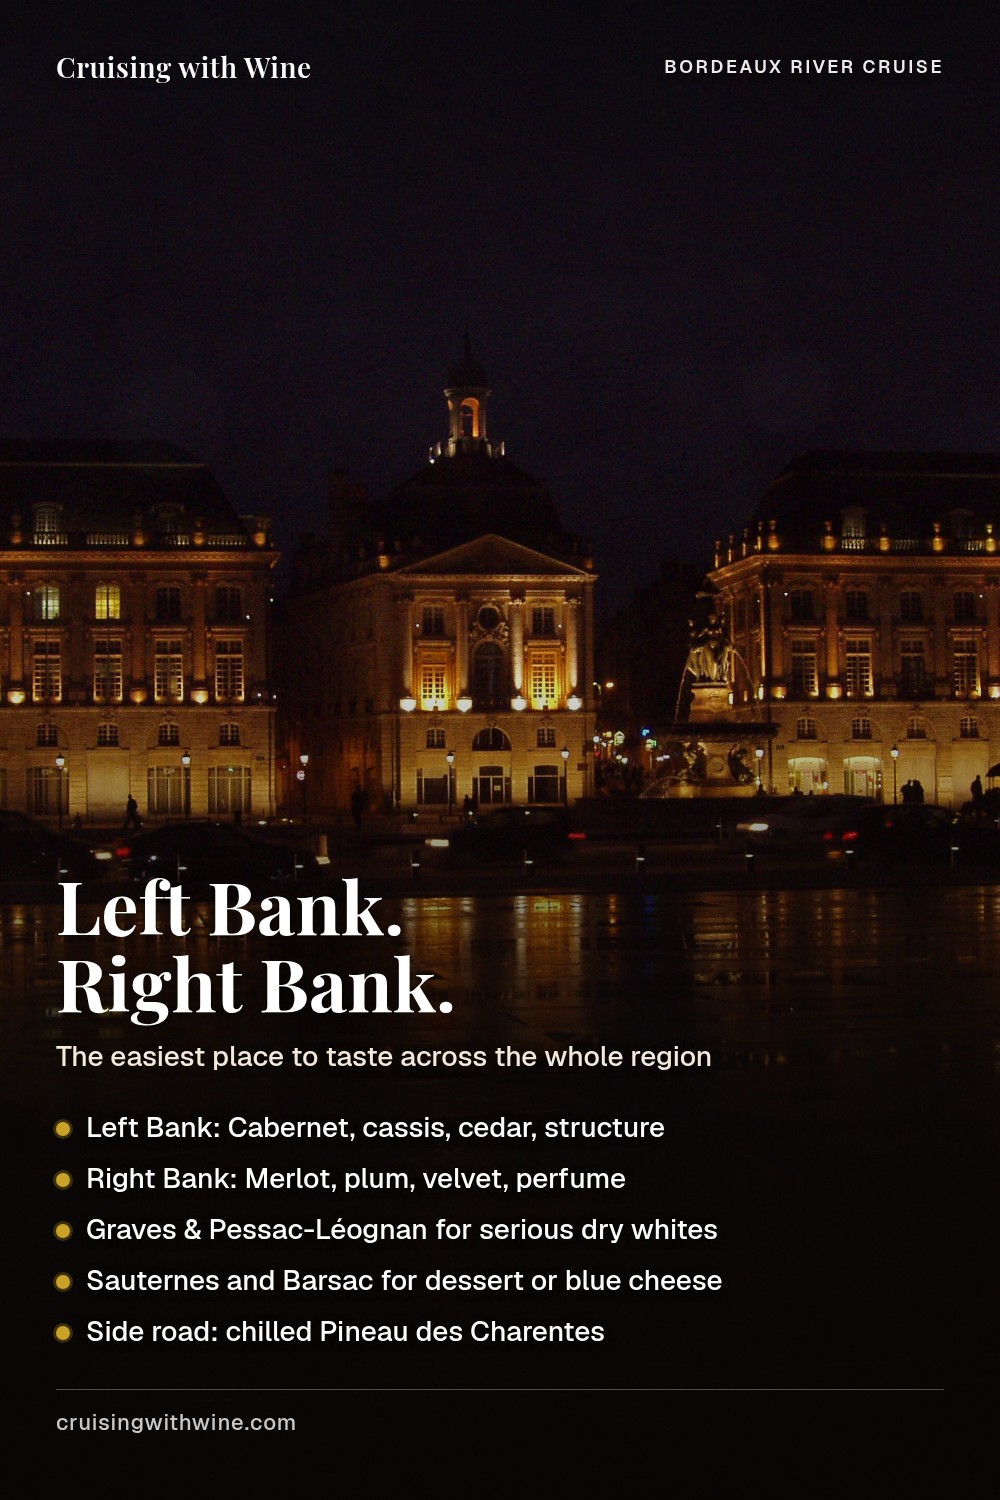 Cruising with Wine
BORDEAUX RIVER CRUISE
Left Bank.
Right Bank.
The easiest place to taste across the whole region
Left Bank: Cabernet, cassis, cedar, structure
Right Bank: Merlot, plum, velvet, perfume
Graves & Pessac-Léognan for serious dry whites
Sauternes and Barsac for dessert or blue cheese
Side road: chilled Pineau des Charentes
cruisingwithwine.com